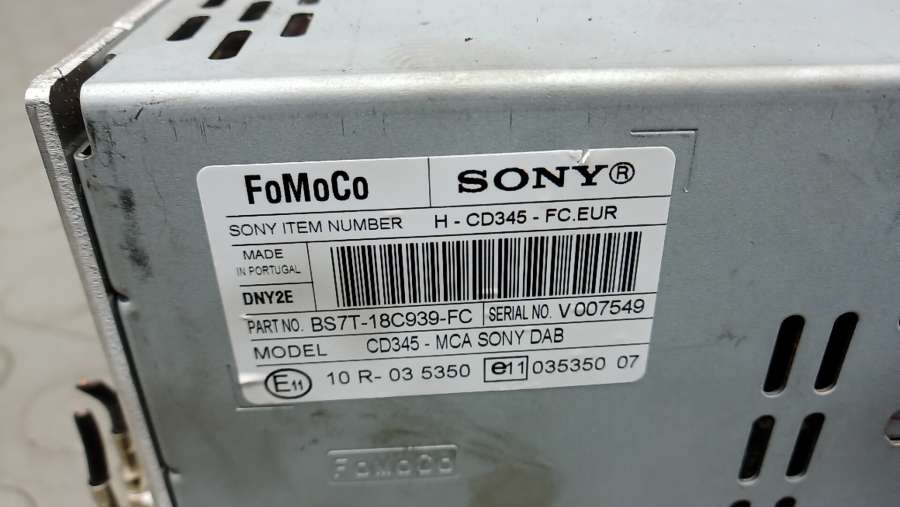 FoMoCo SONY®
SONY ITEM NUMBER H - CD345 - FC.EUR
MADE
IN PORTUGAL
DNY2E
PART NO. BS7T-18C939-FC SERIAL NO. V007549
MODEL CD345 - MCA SONY DAB
E11 10 R- 03 5350 e11 035350 07
FoMoCo